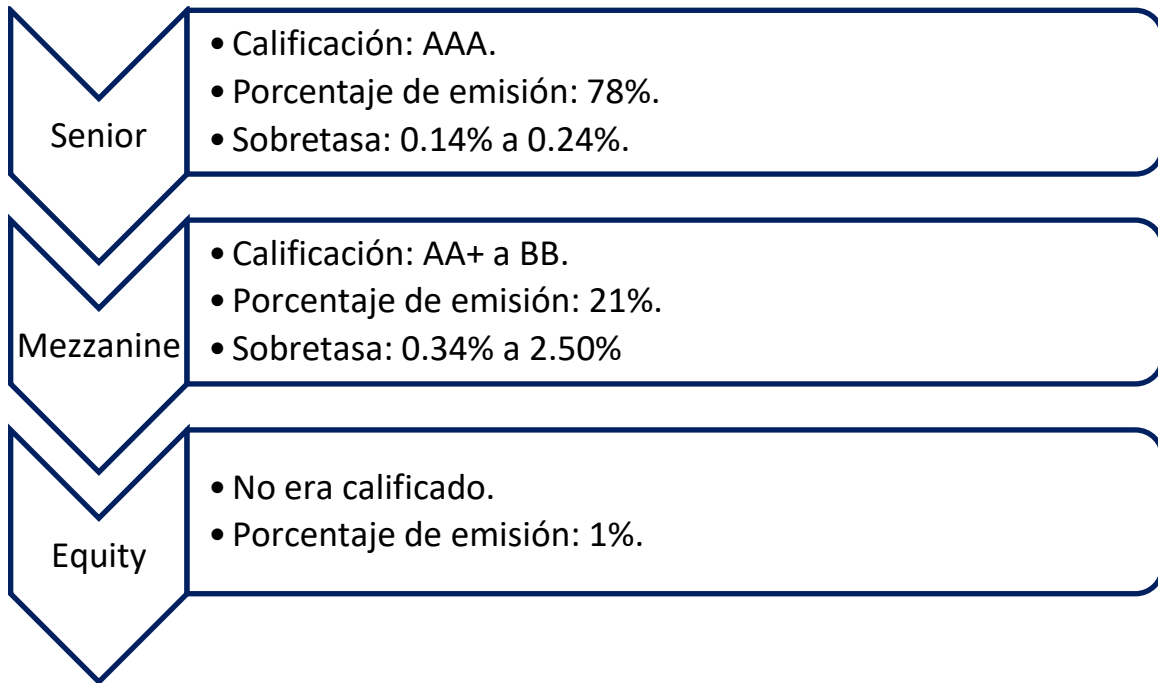 Senior
• Calificación: AAA.
• Porcentaje de emisión: 78%.
• Sobretasa: 0.14% a 0.24%.
Mezzanine
• Calificación: AA+ a BB.
• Porcentaje de emisión: 21%.
• Sobretasa: 0.34% a 2.50%
Equity
• No era calificado.
• Porcentaje de emisión: 1%.